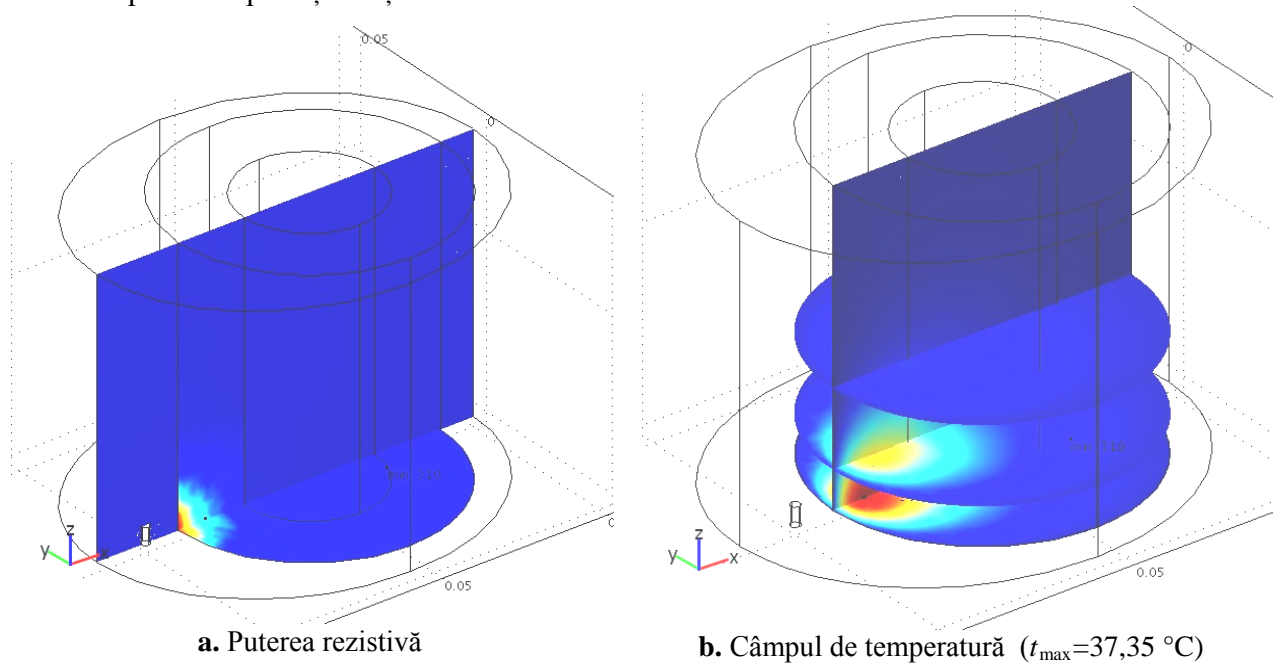 0.05
0
0
min: 310
z
y
x
0.05
min: 310
z
y
x
0.05
a. Puterea rezistivă
b. Câmpul de temperatură (tmax=37,35 °C)